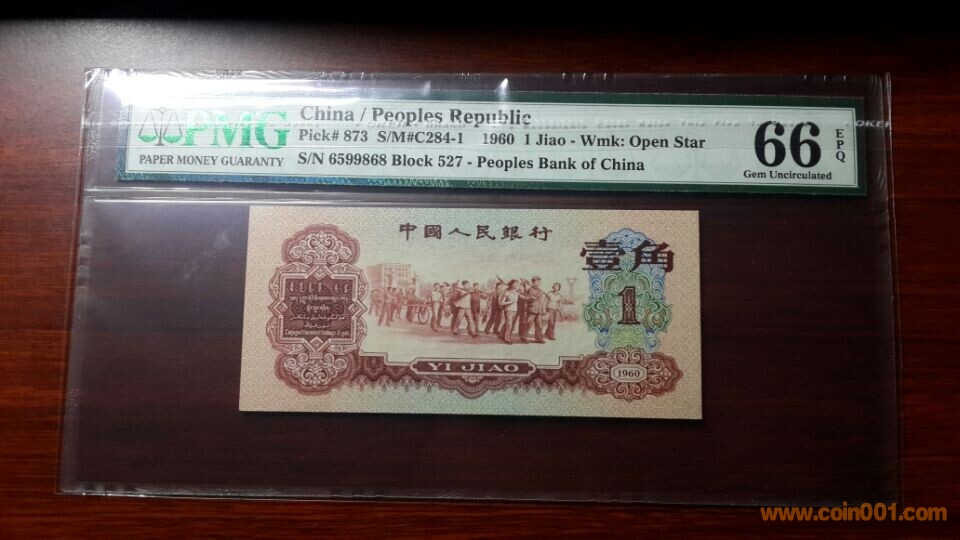 China / Peoples Republic
PMG
PAPER MONEY GUARANTY
Pick# 873 S/M#C284-1 1960 1 Jiao - Wmk: Open Star
S/N 6599868 Block 527 - Peoples Bank of China
66
EPQ
Gem Uncirculated
中國人民銀行
壹角
1
YI JIAO
1960
www.coin001.com